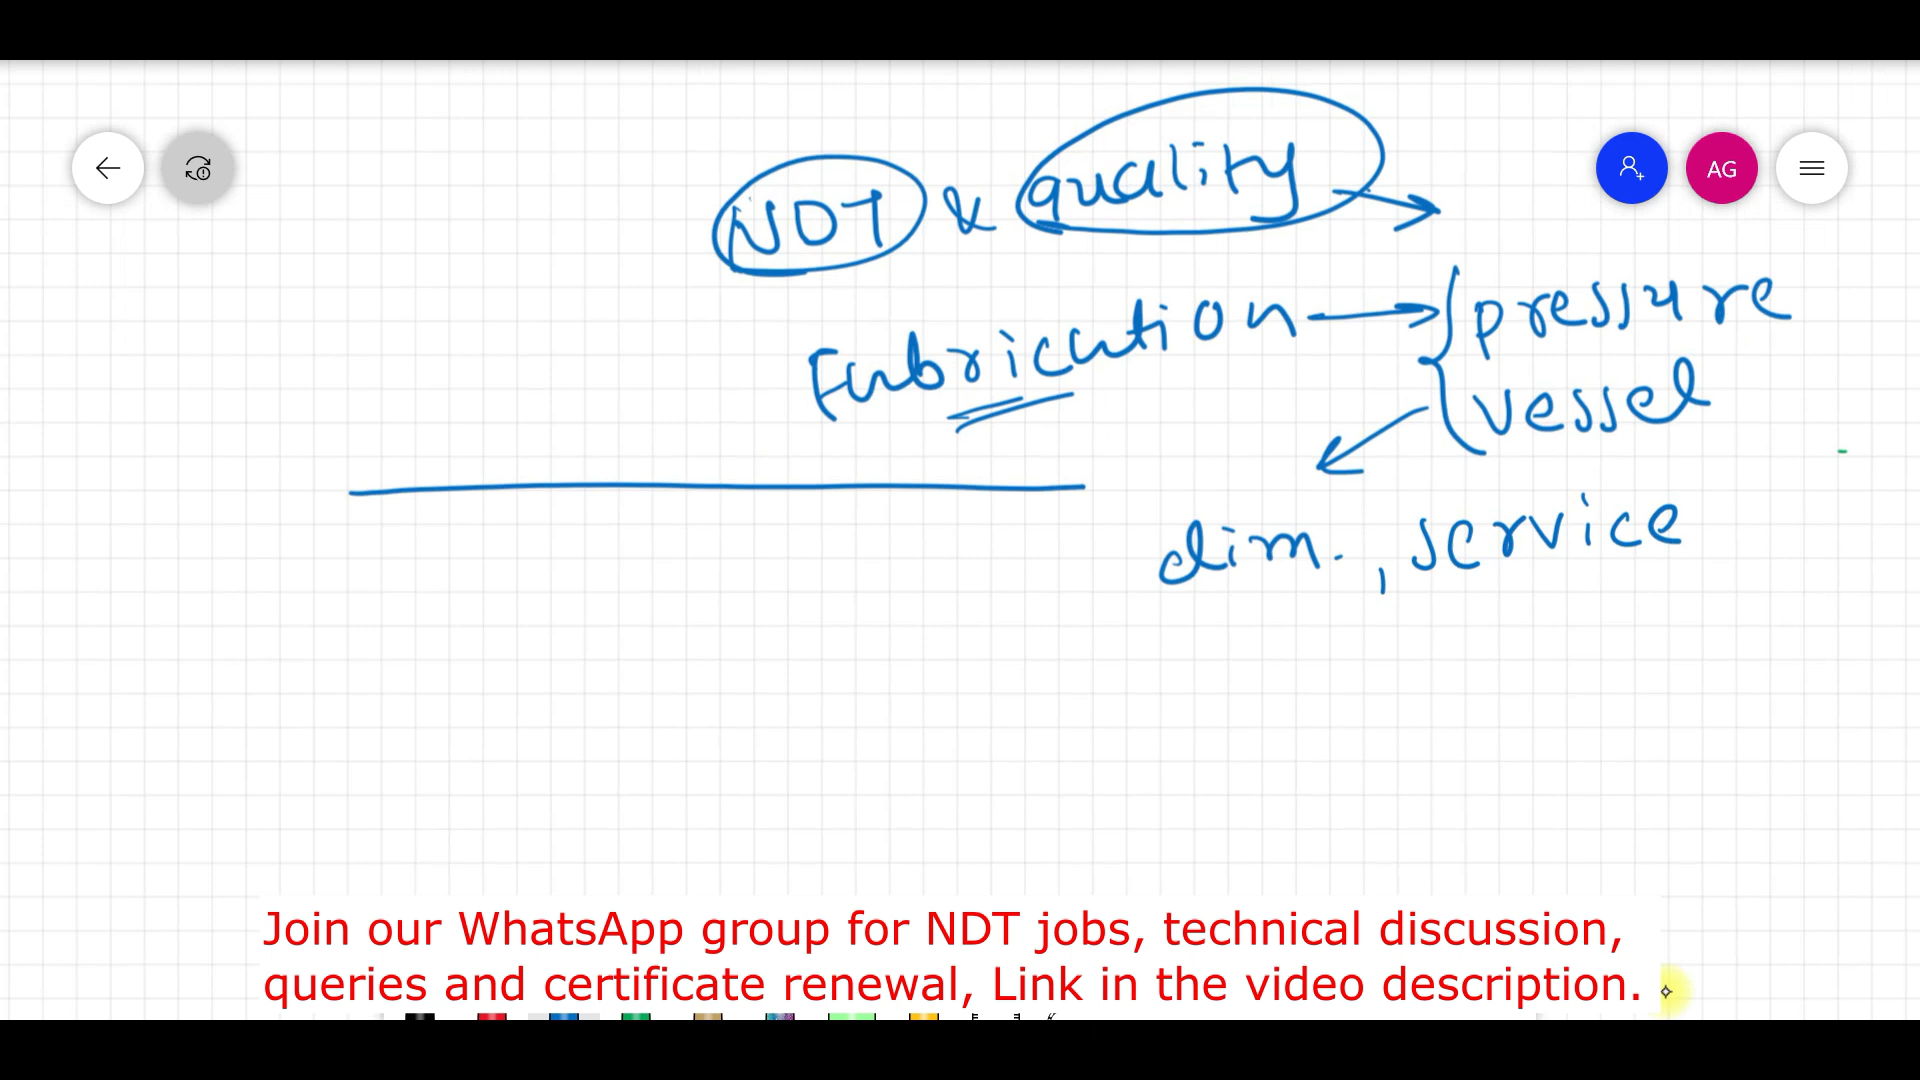 NDT & quality
AG
Fabrication
pressure
vessel
dim., service
Join our WhatsApp group for NDT jobs, technical discussion,
queries and certificate renewal, Link in the video description.